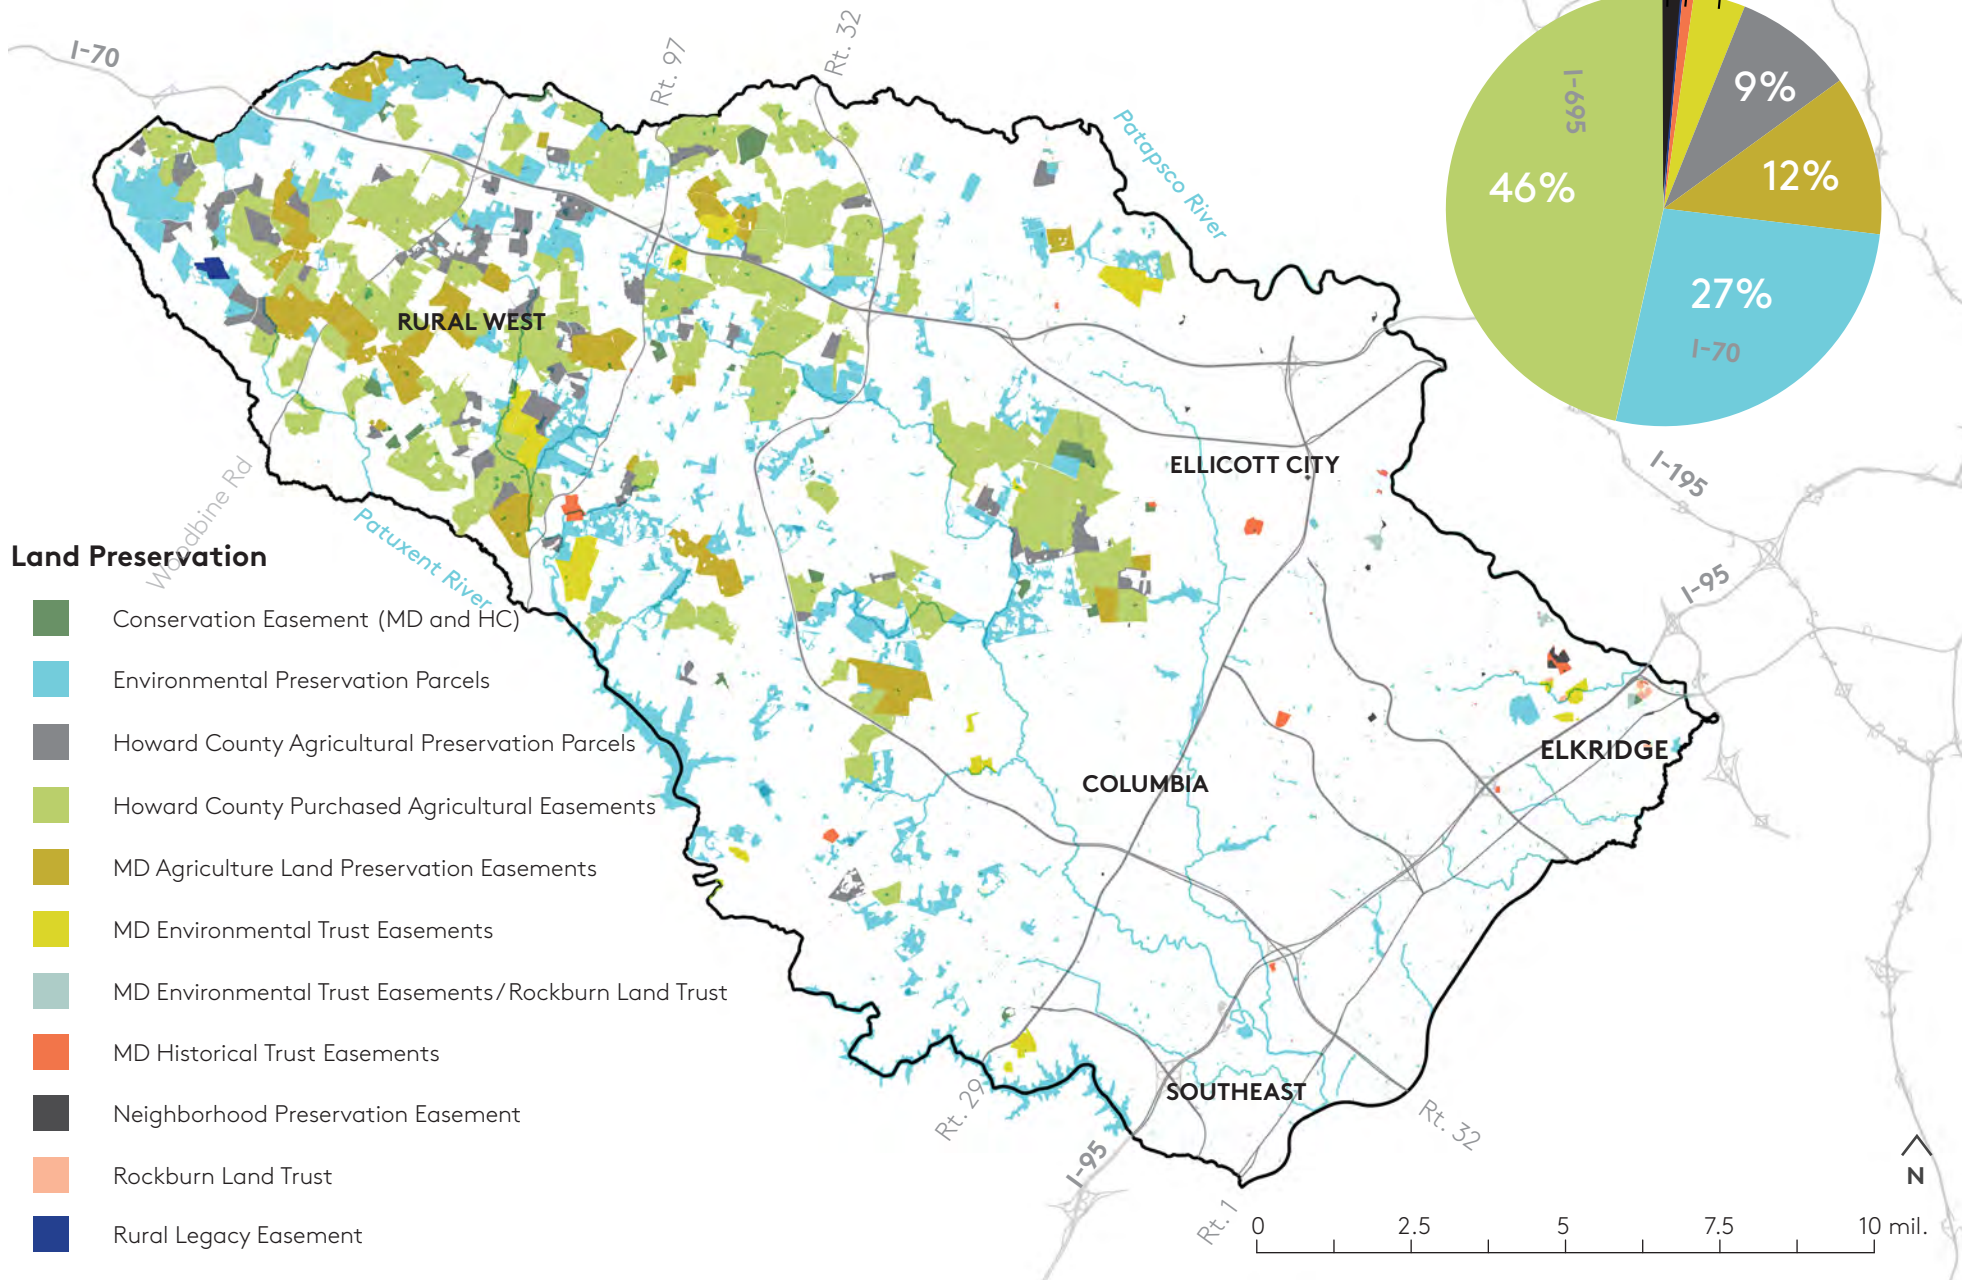 I-70
Rt. 97
Rt. 32
Patapsco River
I-695
9%
12%
46%
27%
I-70
RURAL WEST
ELLICOTT CITY
I-195
I-95
Woodbine Rd
Patuxent River
Land Preservation
Conservation Easement (MD and HC)
Environmental Preservation Parcels
Howard County Agricultural Preservation Parcels
Howard County Purchased Agricultural Easements
MD Agriculture Land Preservation Easements
MD Environmental Trust Easements
MD Environmental Trust Easements/Rockburn Land Trust
MD Historical Trust Easements
Neighborhood Preservation Easement
Rockburn Land Trust
Rural Legacy Easement
ELKRIDGE
COLUMBIA
SOUTHEAST
Rt. 29
I-95
Rt. 1
Rt. 32
N
0 2.5 5 7.5 10 mil.